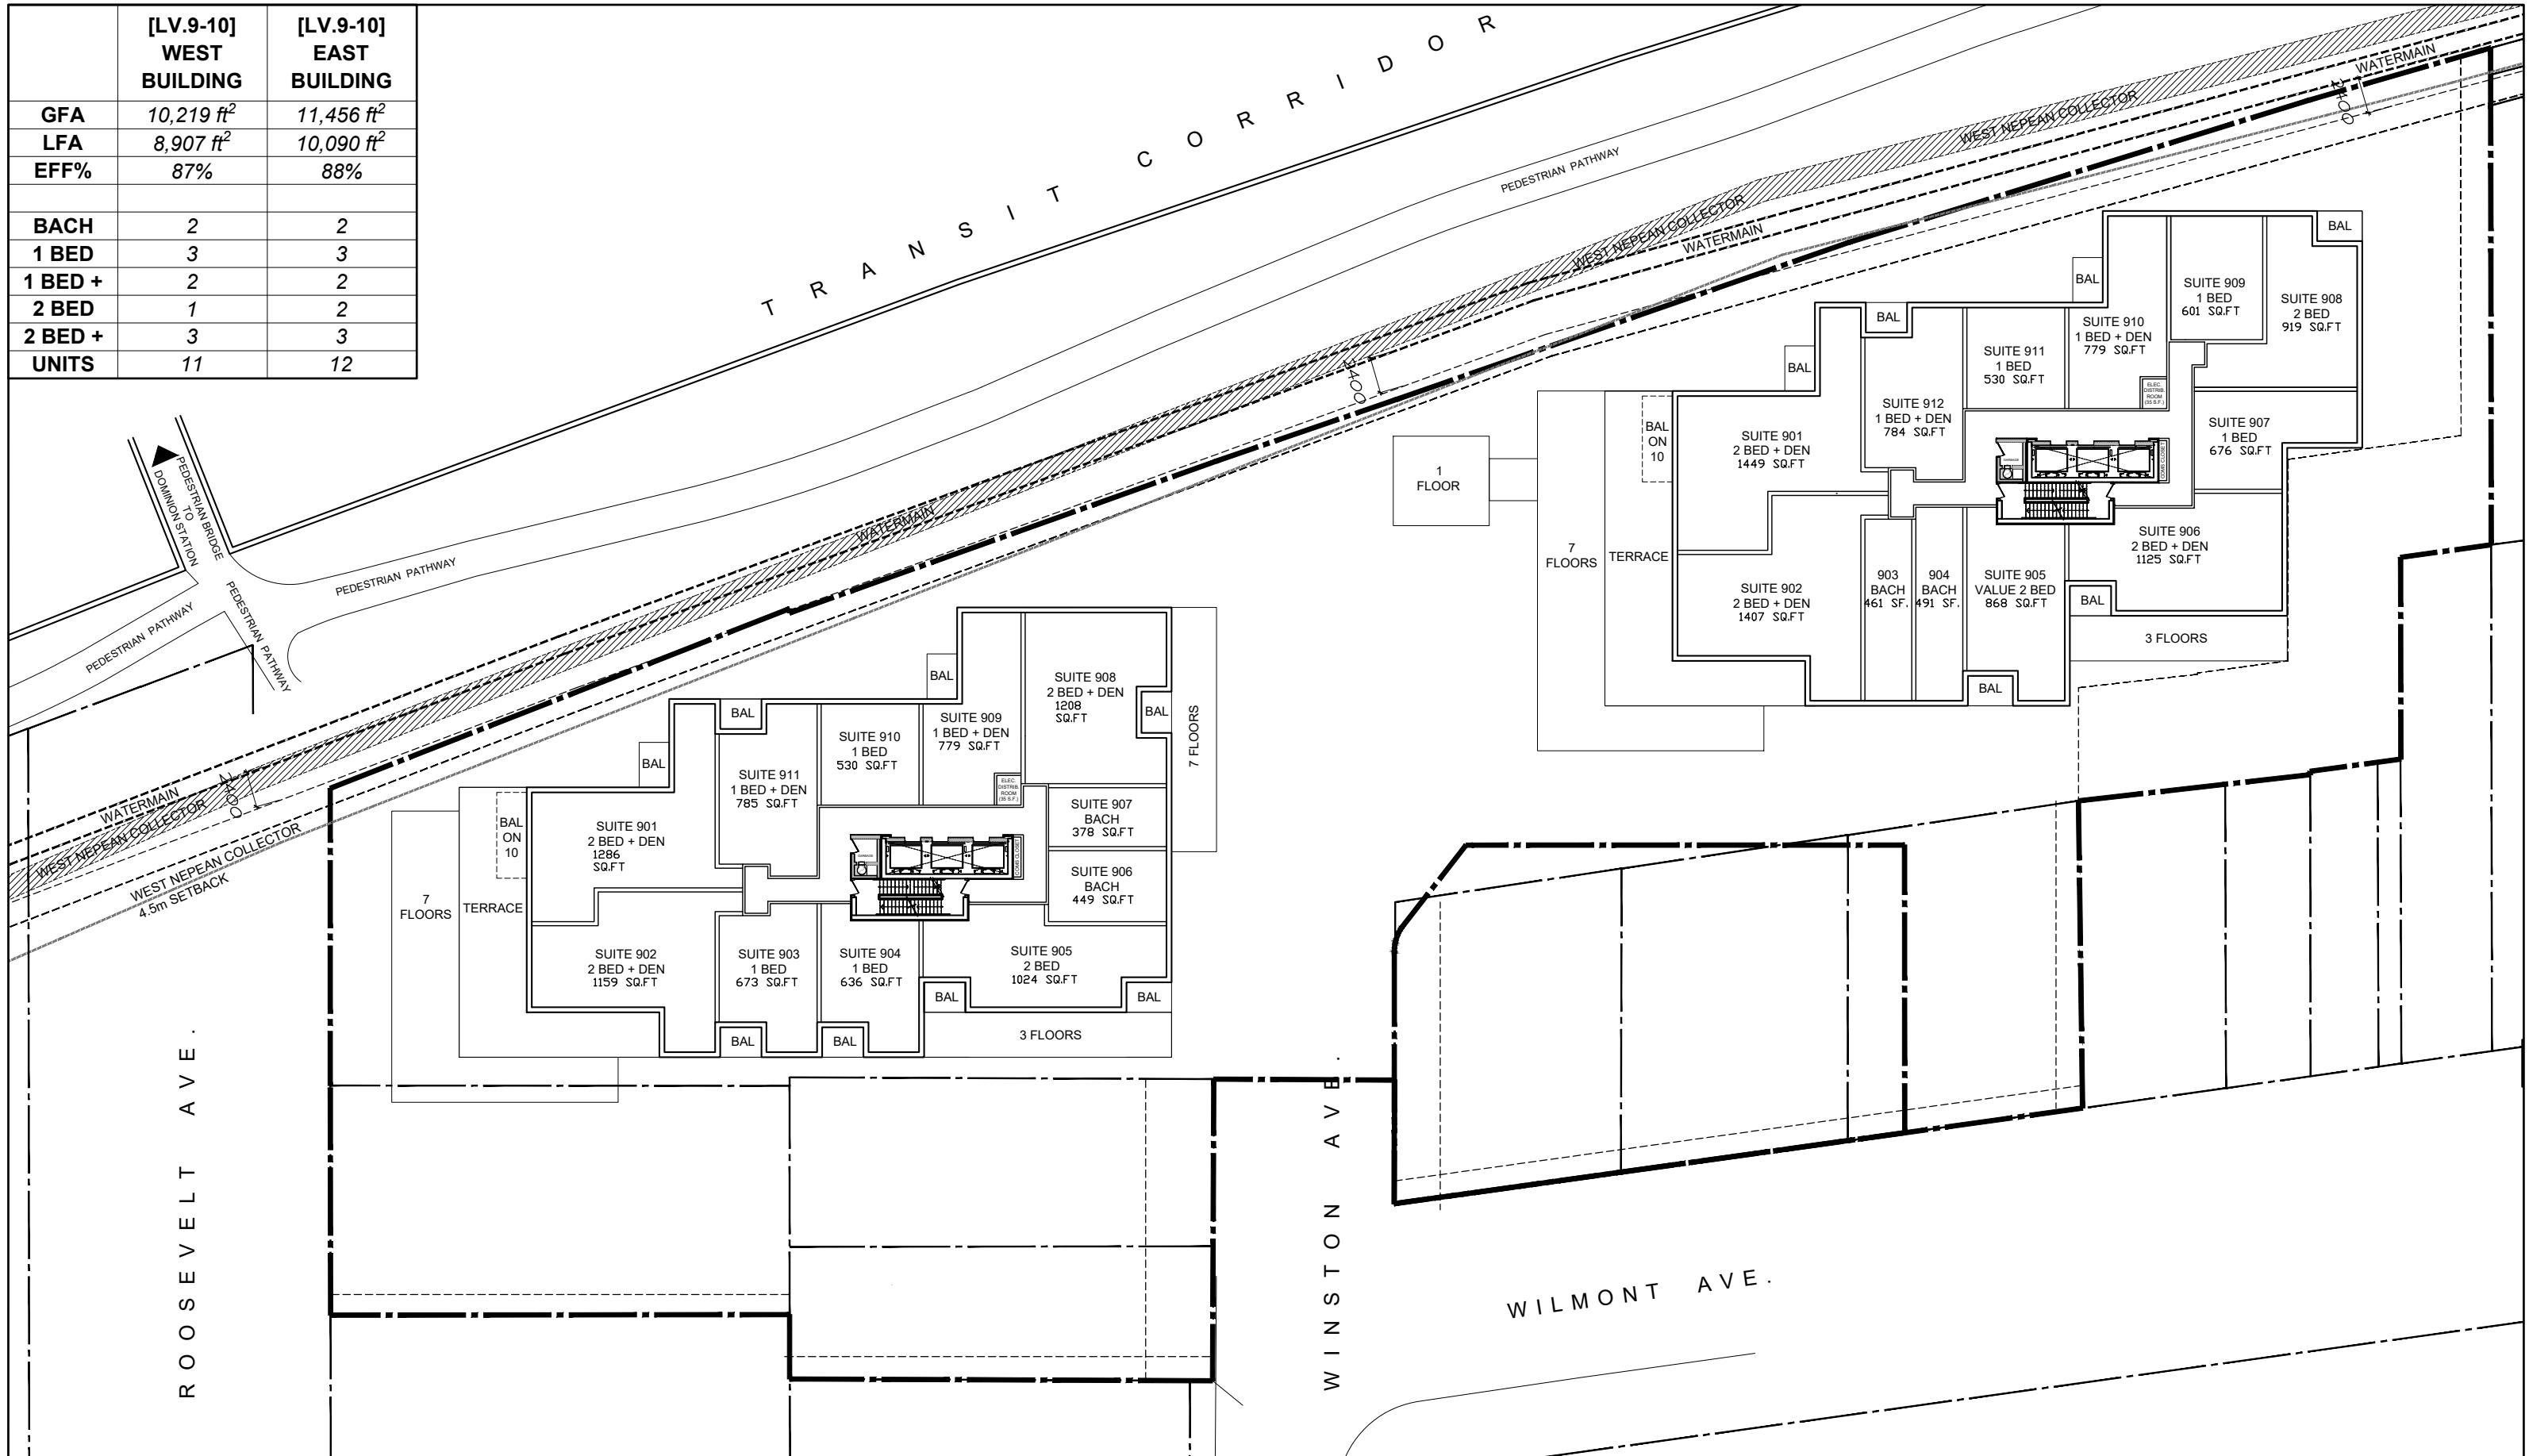 [LV.9-10] WEST BUILDING [LV.9-10] EAST BUILDING
GFA 10,219 ft² 11,456 ft²
LFA 8,907 ft² 10,090 ft²
EFF% 87% 88%
BACH 2 2
1 BED 3 3
1 BED + 2 2
2 BED 1 2
2 BED + 3 3
UNITS 11 12
TRANSIT CORRIDOR
PEDESTRIAN PATHWAY
WATERMAIN
WEST NEPEAN COLLECTOR
2400
WEST NEPEAN COLLECTOR
WATERMAIN
2400
WATERMAIN
PEDESTRIAN BRIDGE
TO
DOMINION STATION
PEDESTRIAN PATHWAY
PEDESTRIAN PATHWAY
PEDESTRIAN PATHWAY
2400
WATERMAIN
WEST NEPEAN COLLECTOR
WEST NEPEAN COLLECTOR
4.5m SETBACK
BAL
BAL
BAL
BAL
BAL
ON
10
1
FLOOR
7
FLOORS
TERRACE
SUITE 901
2 BED + DEN
1449 SQ.FT
SUITE 912
1 BED + DEN
784 SQ.FT
SUITE 911
1 BED
530 SQ.FT
SUITE 910
1 BED + DEN
779 SQ.FT
SUITE 909
1 BED
601 SQ.FT
SUITE 908
2 BED
919 SQ.FT
ELEC.
DISTRIB.
ROOM
(35 S.F.)
SUITE 907
1 BED
676 SQ.FT
COMS CLOSET
SUITE 902
2 BED + DEN
1407 SQ.FT
903
BACH
461 SF.
904
BACH
491 SF.
SUITE 905
VALUE 2 BED
868 SQ.FT
SUITE 906
2 BED + DEN
1125 SQ.FT
BAL
BAL
3 FLOORS
BAL
BAL
BAL
BAL
BAL
ON
10
7
FLOORS
TERRACE
SUITE 901
2 BED + DEN
1286
SQ.FT
SUITE 911
1 BED + DEN
785 SQ.FT
SUITE 910
1 BED
530 SQ.FT
SUITE 909
1 BED + DEN
779 SQ.FT
SUITE 908
2 BED + DEN
1208
SQ.FT
7 FLOORS
ELEC.
DISTRIB.
ROOM
(35 S.F.)
SUITE 907
BACH
378 SQ.FT
COMS CLOSET
SUITE 906
BACH
449 SQ.FT
SUITE 902
2 BED + DEN
1159 SQ.FT
SUITE 903
1 BED
673 SQ.FT
SUITE 904
1 BED
636 SQ.FT
SUITE 905
2 BED
1024 SQ.FT
BAL
BAL
BAL
BAL
3 FLOORS
ROOSEVELT AVE.
WINSTON AVE.
WILMONT AVE.